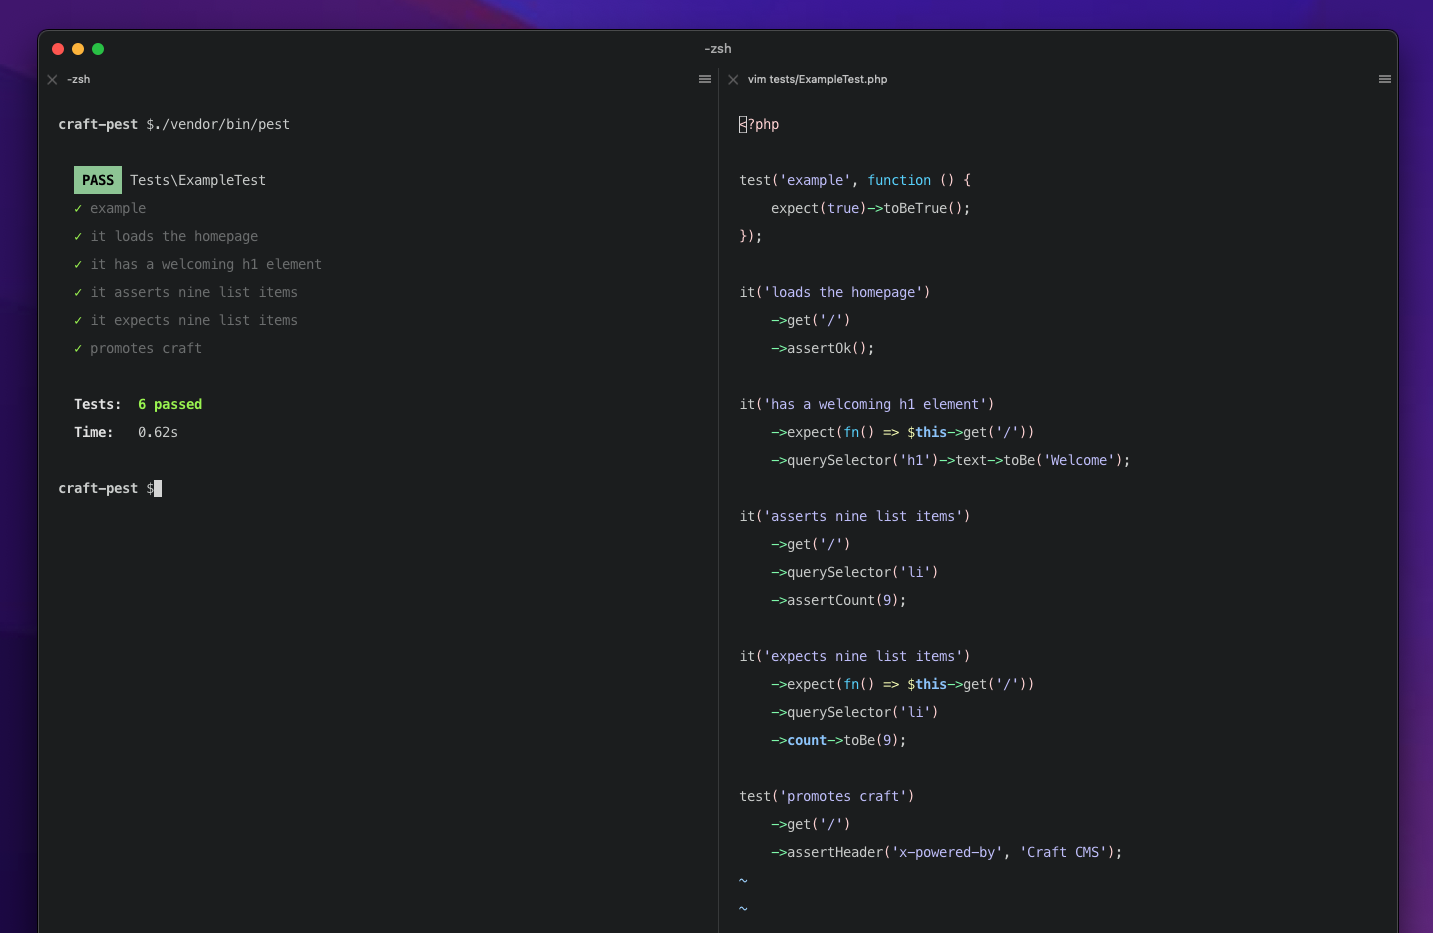 -zsh
-zsh
craft-pest $./vendor/bin/pest
PASS Tests\ExampleTest
✓ example
✓ it loads the homepage
✓ it has a welcoming h1 element
✓ it asserts nine list items
✓ it expects nine list items
✓ promotes craft
Tests: 6 passed
Time: 0.62s
craft-pest $
vim tests/ExampleTest.php
<?php
test('example', function () {
    expect(true)->toBeTrue();
});
it('loads the homepage')
    ->get('/')
    ->assertOk();
it('has a welcoming h1 element')
    ->expect(fn() => $this->get('/'))
    ->querySelector('h1')->text->toBe('Welcome');
it('asserts nine list items')
    ->get('/')
    ->querySelector('li')
    ->assertCount(9);
it('expects nine list items')
    ->expect(fn() => $this->get('/'))
    ->querySelector('li')
    ->count->toBe(9);
test('promotes craft')
    ->get('/')
    ->assertHeader('x-powered-by', 'Craft CMS');
~
~